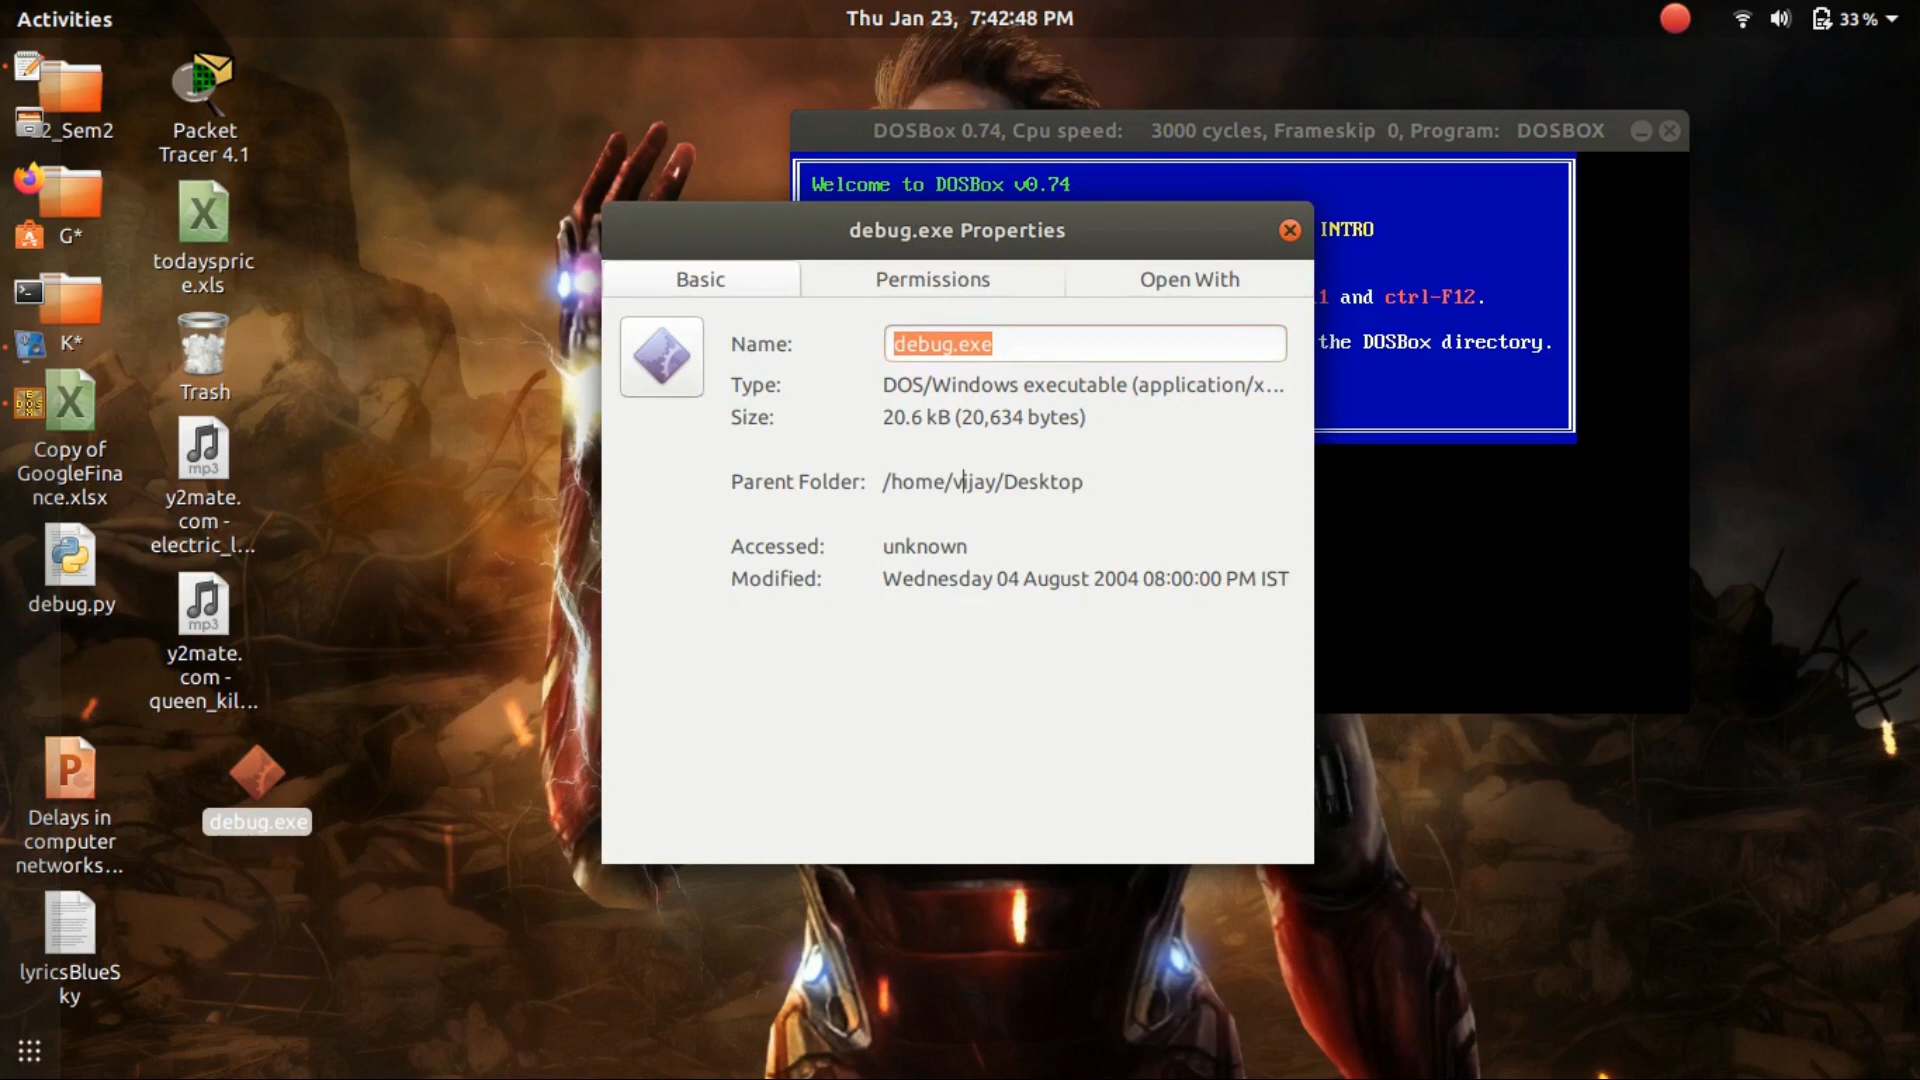 Activities
Thu Jan 23, 7:42:48 PM
33 %
2_Sem2
G*
K*
Copy of
GoogleFina
nce.xlsx
debug.py
Delays in
computer
networks...
lyricsBlueS
ky
Packet
Tracer 4.1
todayspric
e.xls
Trash
mp3
y2mate.
com -
electric_l...
mp3
y2mate.
com -
queen_kil...
debug.exe
DOSBox 0.74, Cpu speed: 3000 cycles, Frameskip 0, Program: DOSBOX
Welcome to DOSBox v0.74
INTRO
1 and ctrl-F12.
the DOSBox directory.
debug.exe Properties
Basic Permissions Open With
Name: debug.exe
Type: DOS/Windows executable (application/x...
Size: 20.6 kB (20,634 bytes)
Parent Folder: /home/vijay/Desktop
Accessed: unknown
Modified: Wednesday 04 August 2004 08:00:00 PM IST